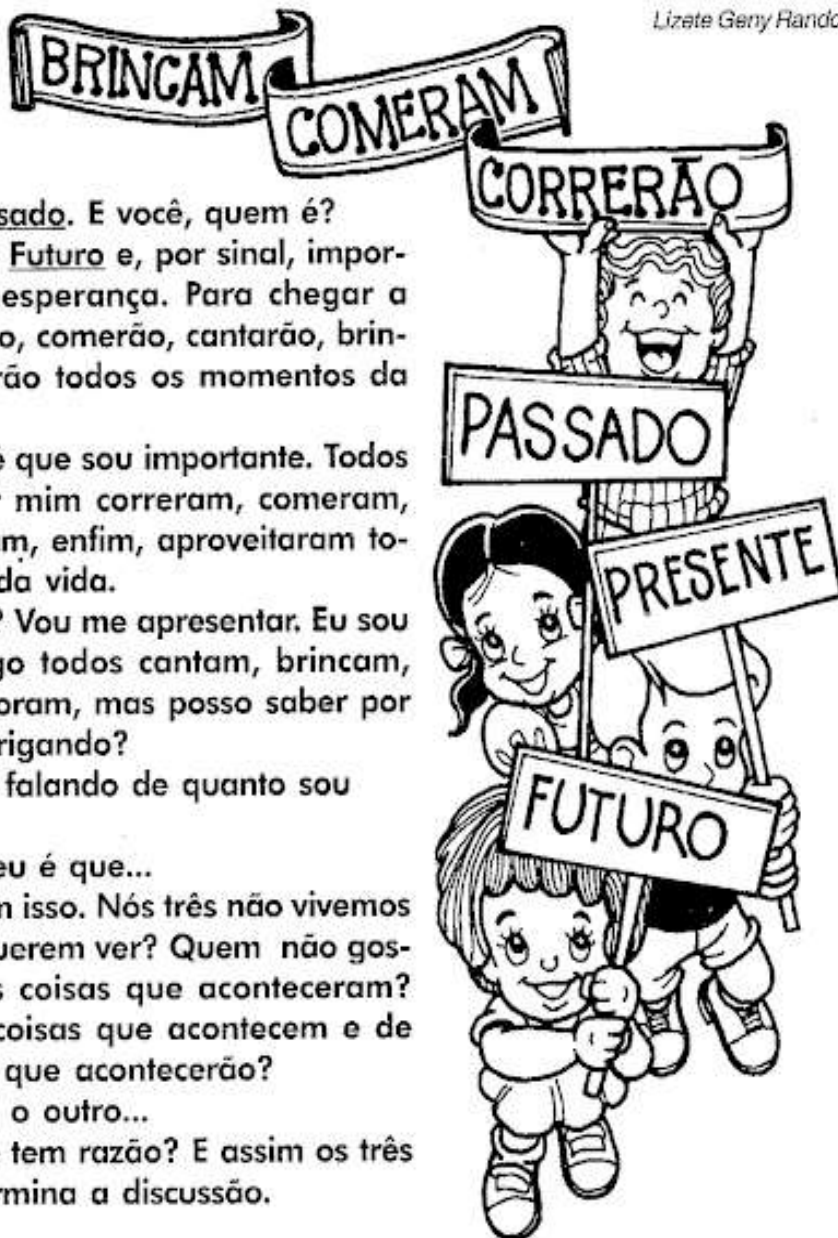 Lizete Geny Rando
BRINCAM
COMERAM
CORRERÃO
sado. E você, quem é?
Futuro e, por sinal, impor-
esperança. Para chegar a
o, comerão, cantarão, brin-
rão todos os momentos da
è que sou importante. Todos
mim correram, comeram,
m, enfim, aproveitaram to-
da vida.
? Vou me apresentar. Eu sou
go todos cantam, brincam,
oram, mas posso saber por
rigando?
falando de quanto sou
eu é que...
n isso. Nós três não vivemos
uerem ver? Quem não gos-
s coisas que aconteceram?
coisas que acontecem e de
que acontecerão?
o outro...
tem razão? E assim os três
rmina a discussão.
PASSADO
PRESENTE
FUTURO